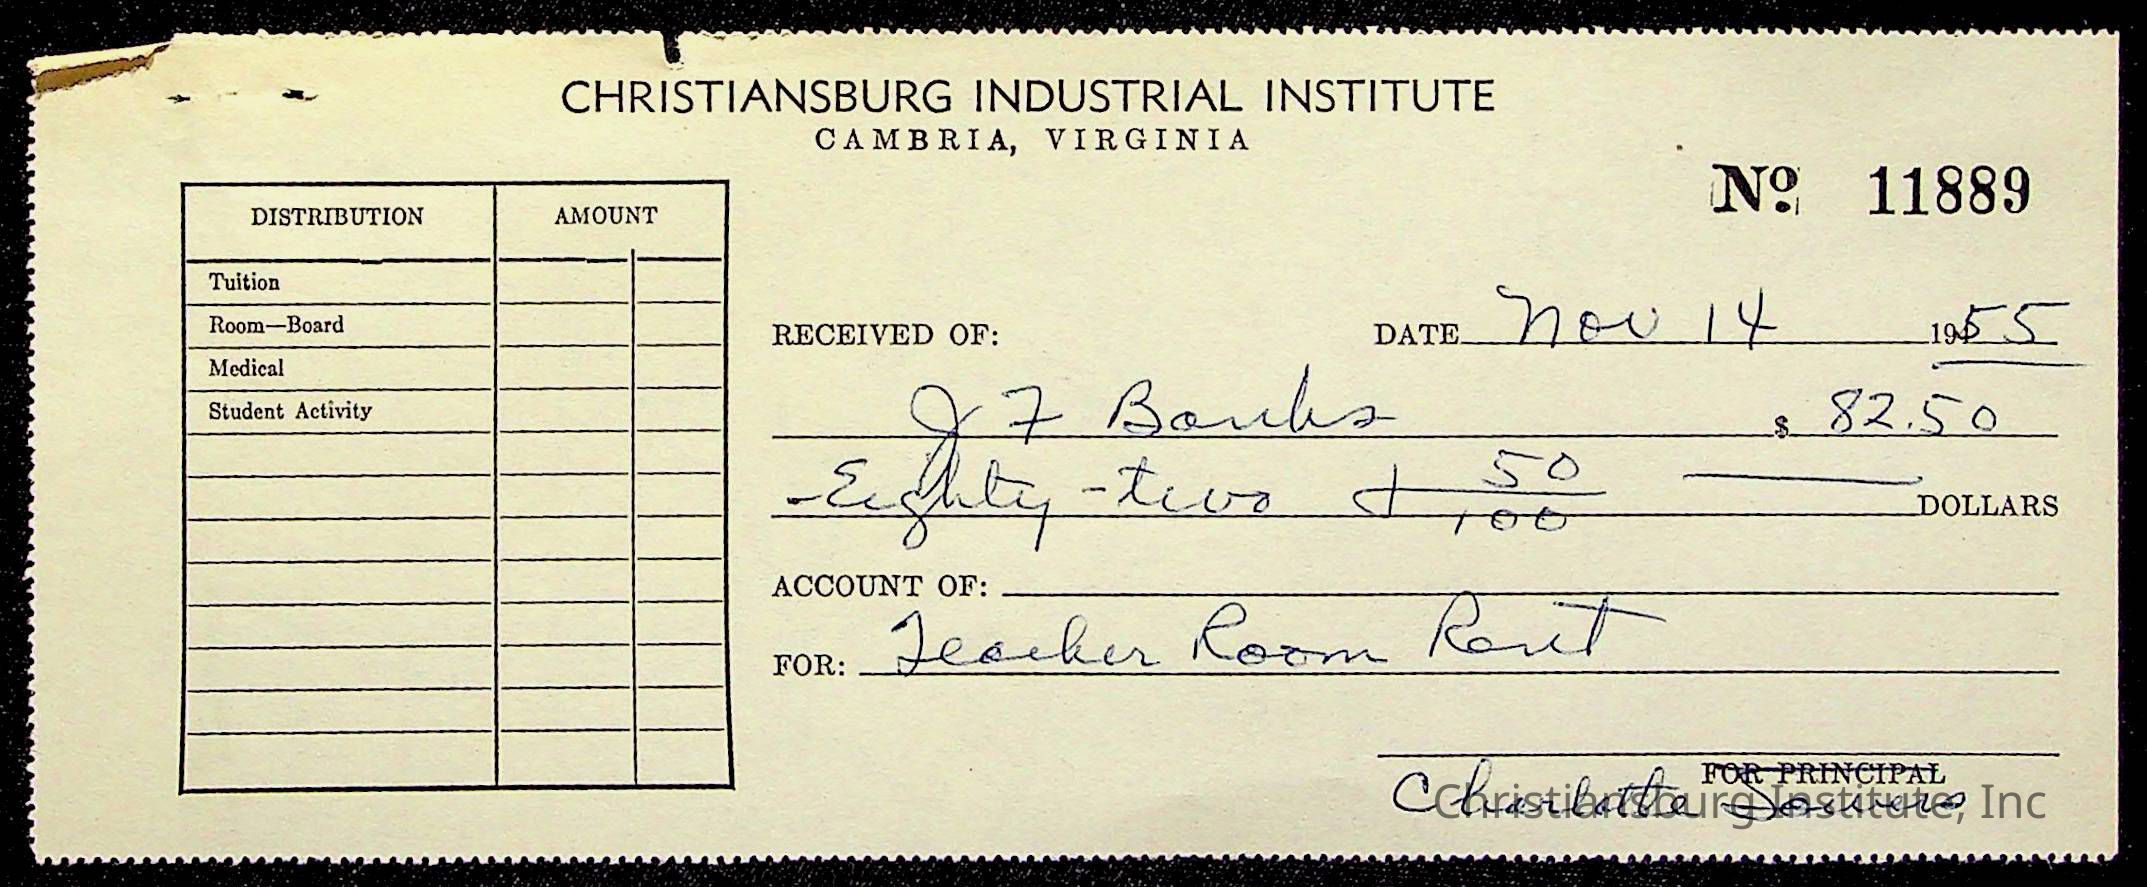 CHRISTIANSBURG INDUSTRIAL INSTITUTE
CAMBRIA, VIRGINIA
No. 11889
DISTRIBUTION AMOUNT
Tuition
Room—Board
Medical
Student Activity
RECEIVED OF: DATE Nov 14 1955
J F Banks $ 82.50
Eighty-two + 50/100 DOLLARS
ACCOUNT OF:
FOR: Teacher Room Rent
FOR PRINCIPAL
Charlotte
Christiansburg Institute, Inc